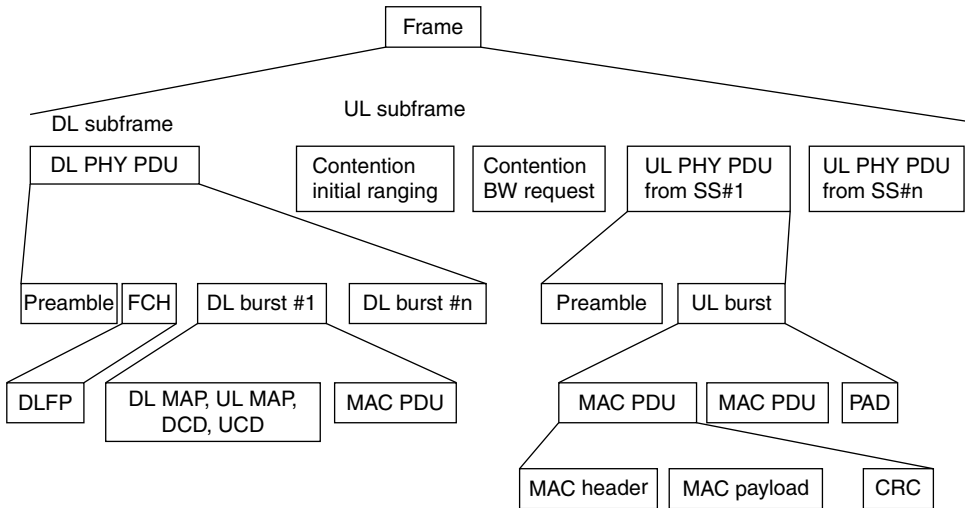 Frame
DL subframe
UL subframe
DL PHY PDU
Contention
initial ranging
Contention
BW request
UL PHY PDU
from SS#1
UL PHY PDU
from SS#n
Preamble
FCH
DL burst #1
DL burst #n
Preamble
UL burst
DLFP
DL MAP, UL MAP,
DCD, UCD
MAC PDU
MAC PDU
MAC PDU
PAD
MAC header
MAC payload
CRC